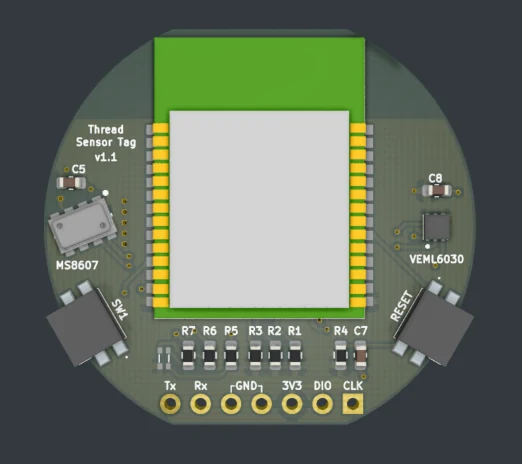 Thread
Sensor Tag
v1.1
C5
C8
MS8607
VEML6030
SW1
RESET
R7 R6 R5 R3 R2 R1 R4 C7
Tx Rx GND 3V3 DIO CLK